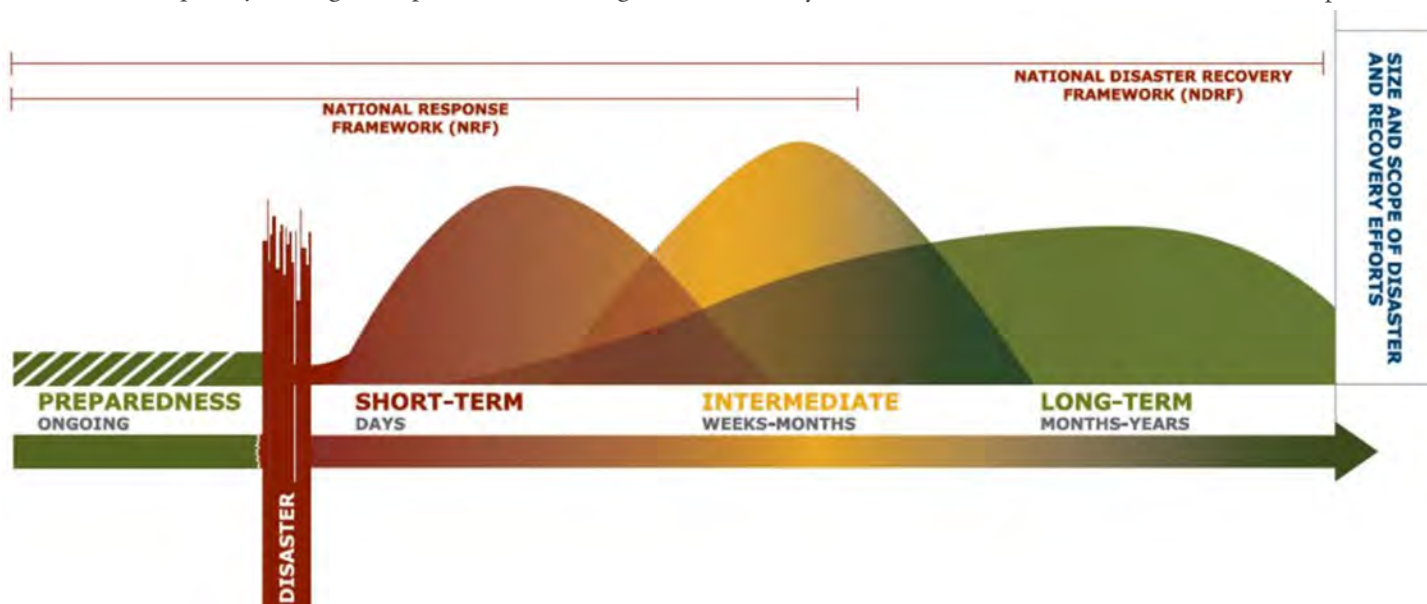 NATIONAL DISASTER RECOVERY
FRAMEWORK (NDRF)
NATIONAL RESPONSE
FRAMEWORK (NRF)
SIZE AND SCOPE OF DISASTER
AND RECOVERY EFFORTS
PREPAREDNESS
ONGOING
SHORT-TERM
DAYS
INTERMEDIATE
WEEKS-MONTHS
LONG-TERM
MONTHS-YEARS
DISASTER